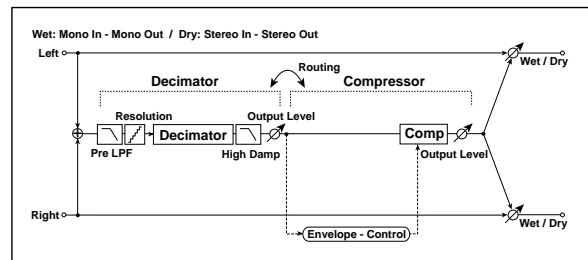 Wet: Mono In - Mono Out / Dry: Stereo In - Stereo Out
Left
Wet / Dry
Routing
Decimator
Compressor
Resolution
Output Level
Decimator
Comp
Pre LPF
High Damp
Output Level
Right
Wet / Dry
Envelope - Control